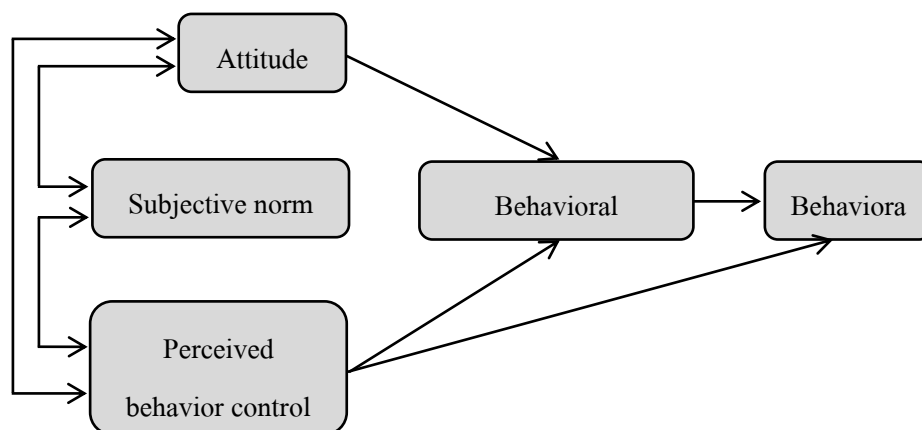 Attitude
Subjective norm
Behavioral
Behaviora
Perceived
behavior control